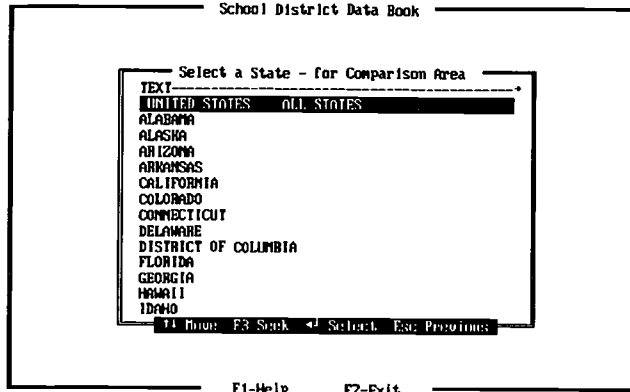 School District Data Book
Select a State - for Comparison Area
TEXT
UNITED STATES ALL STATES
ALABAMA
ALASKA
ARIZONA
ARKANSAS
CALIFORNIA
COLORADO
CONNECTICUT
DELAWARE
DISTRICT OF COLUMBIA
FLORIDA
GEORGIA
HAWAII
IDAHO
↑↓ Move F3 Seek ↵ Select Esc Previous
F1-Help F2-Exit